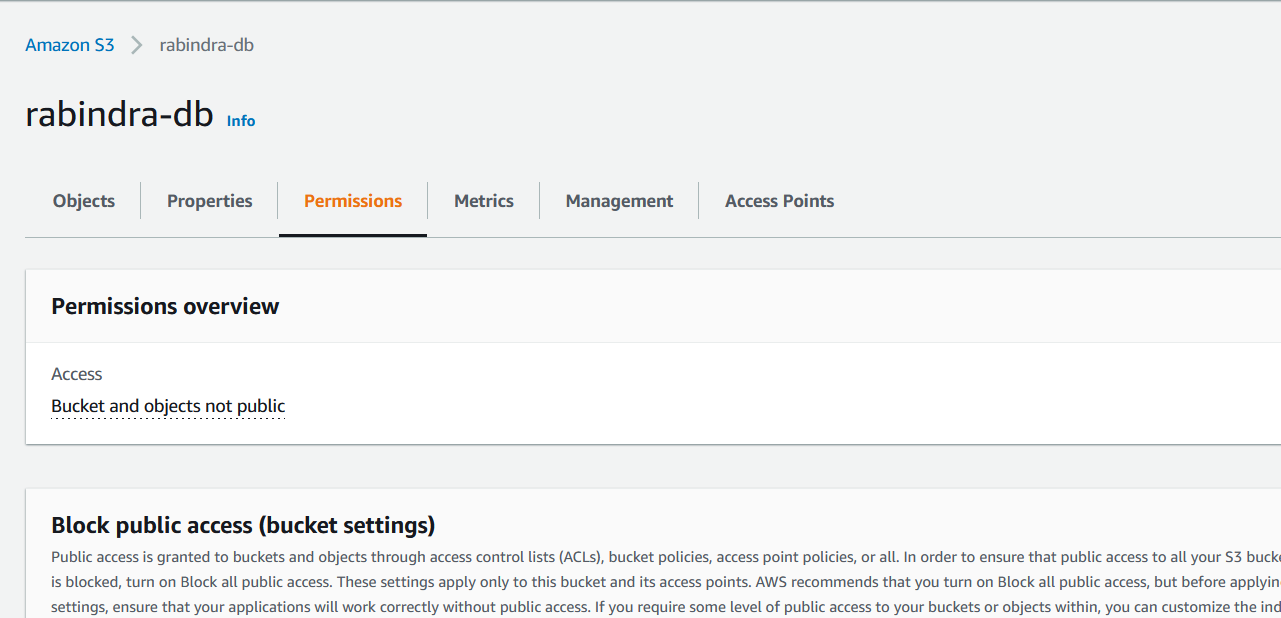 Amazon S3 > rabindra-db
rabindra-db Info
Objects Properties Permissions Metrics Management Access Points
Permissions overview
Access
Bucket and objects not public
Block public access (bucket settings)
Public access is granted to buckets and objects through access control lists (ACLs), bucket policies, access point policies, or all. In order to ensure that public access to all your S3
is blocked, turn on Block all public access. These settings apply only to this bucket and its access points. AWS recommends that you turn on Block all public access, but before
settings, ensure that your applications will work correctly without public access. If you require some level of public access to your buckets or objects within, you can customize the